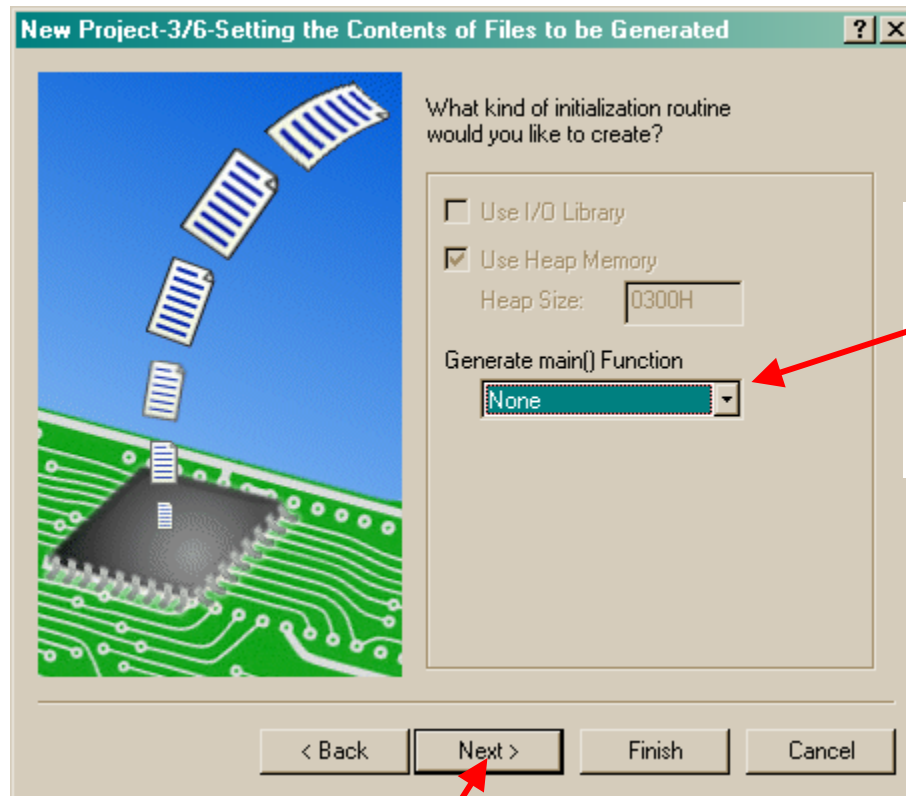 New Project-3/6-Setting the Contents of Files to be Generated
What kind of initialization routine
would you like to create?
Use I/O Library
Use Heap Memory
Heap Size: 0300H
Generate main() Function
None
< Back Next > Finish Cancel